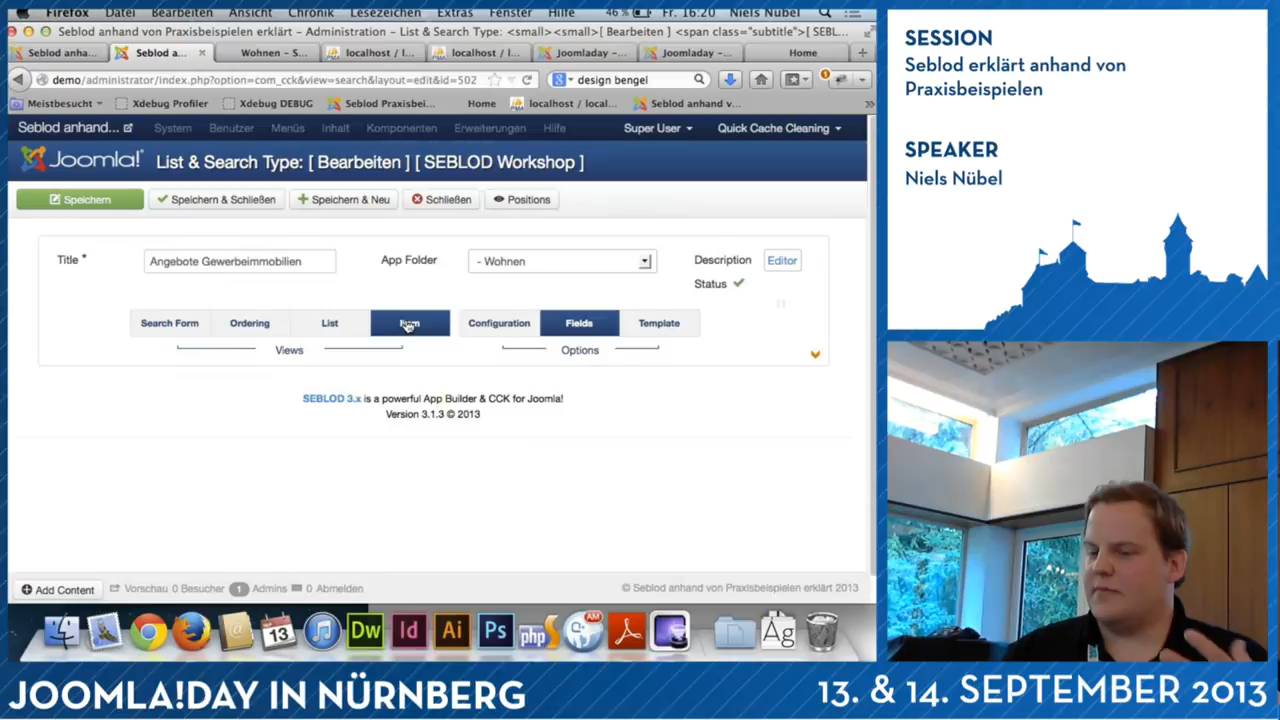 Firefox Datei Bearbeiten Ansicht Chronik Lesezeichen Extras Fenster Hilfe 46 % Fr. 16:20 Niels Nübel
Seblod anhand von Praxisbeispielen erklärt - Administration - List & Search Type: <small><small>[ Bearbeiten ] <span class="subtitle">[ SEBL...
Seblod anha... Seblod a... Wohnen - S... localhost / l... localhost / l... Joomladay - ... Joomladay - ... Home
demo/administrator/index.php?option=com_cck&view=search&layout=edit&id=502 design bengel
Meistbesucht Xdebug Profiler Xdebug DEBUG Seblod Praxisbei... Home localhost / local... Seblod anhand v...
Seblod anhand... System Benutzer Menüs Inhalt Komponenten Erweiterungen Hilfe Super User Quick Cache Cleaning
Joomla! List & Search Type: [ Bearbeiten ] [ SEBLOD Workshop ]
Speichern Speichern & Schließen Speichern & Neu Schließen Positions
Title * Angebote Gewerbeimmobilien App Folder - Wohnen Description Editor
Status
Search Form Ordering List Configuration Fields Template
Views Options
SEBLOD 3.x is a powerful App Builder & CCK for Joomla!
Version 3.1.3 © 2013
Add Content Vorschau 0 Besucher 1 Admins 0 Abmelden © Seblod anhand von Praxisbeispielen erklärt 2013
13 Dw Id Ai Ps php AM Ag
SESSION
Seblod erklärt anhand von
Praxisbeispielen
SPEAKER
Niels Nübel
JOOMLA!DAY IN NÜRNBERG 13. & 14. SEPTEMBER 2013